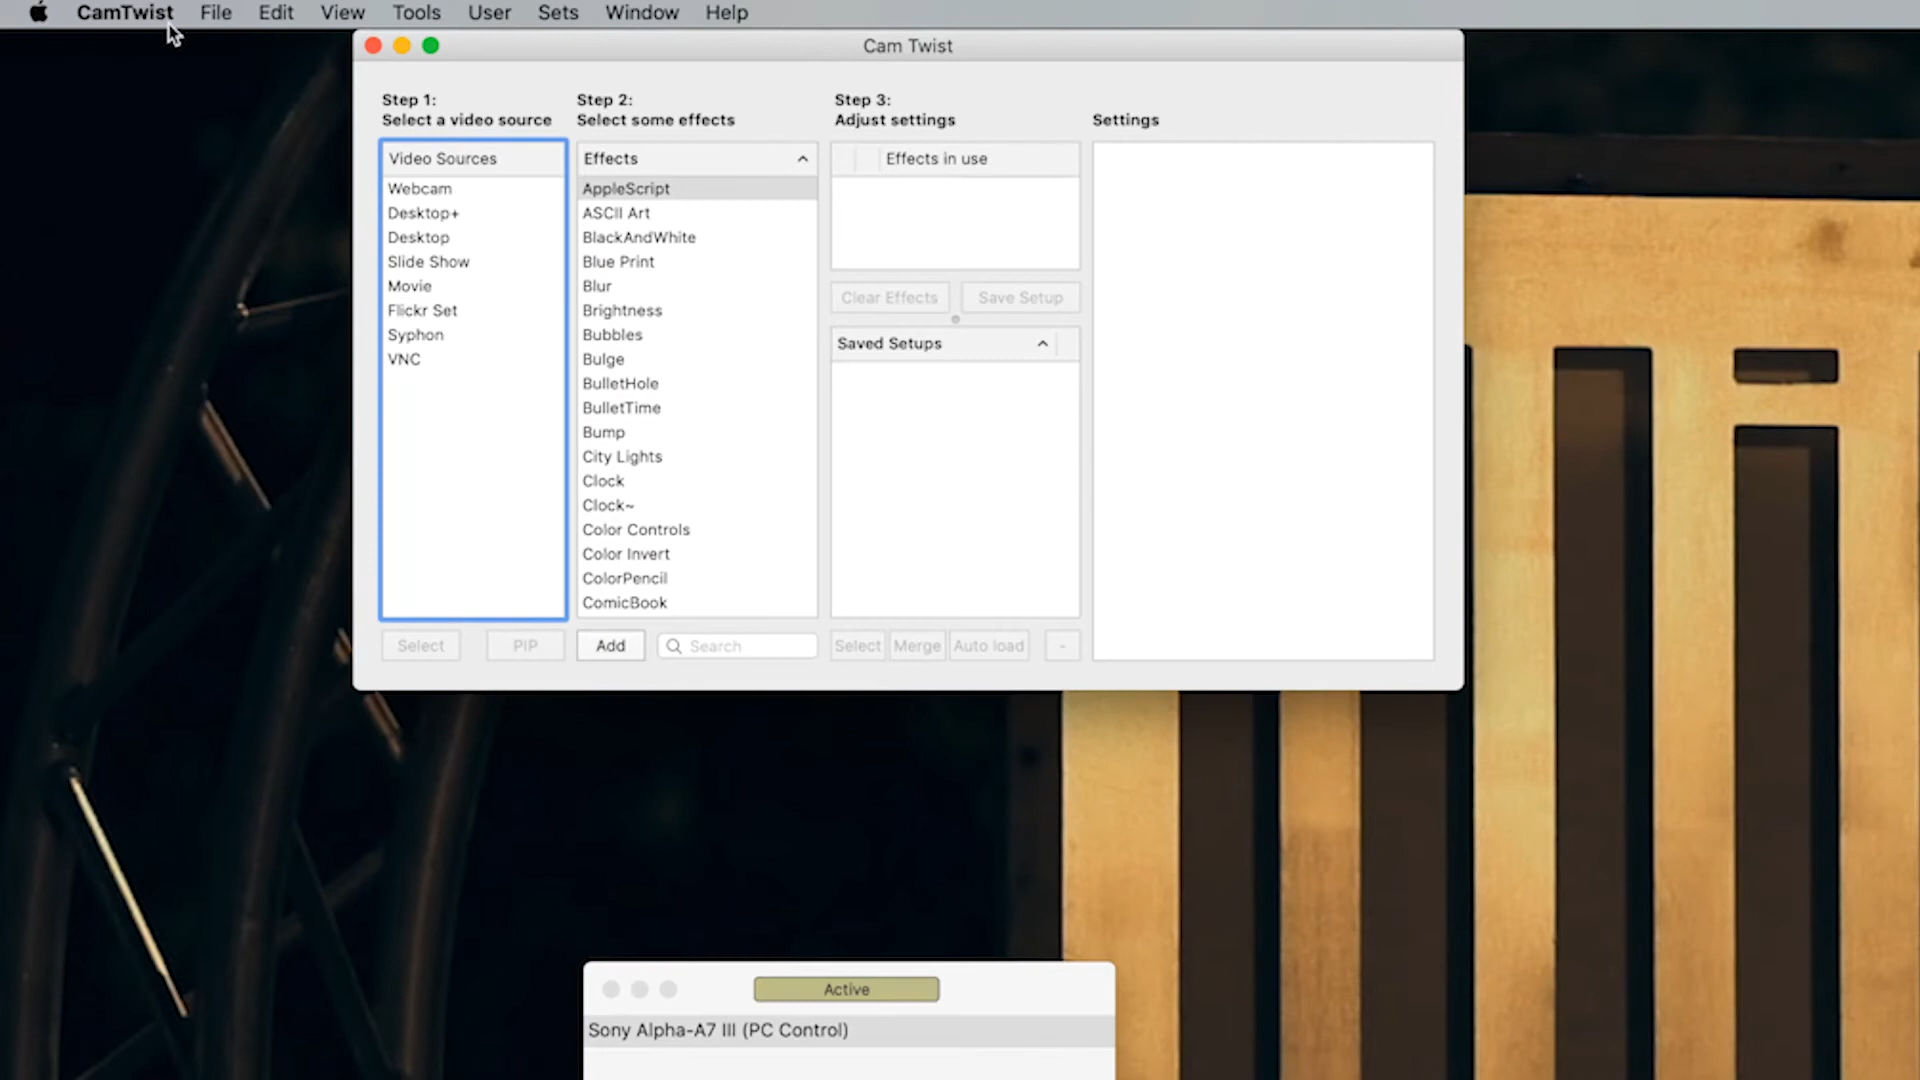 CamTwist File Edit View Tools User Sets Window Help
Cam Twist
Step 1:
Select a video source
Step 2:
Select some effects
Step 3:
Adjust settings
Settings
Video Sources
Webcam
Desktop+
Desktop
Slide Show
Movie
Flickr Set
Syphon
VNC
Select PIP
Effects
AppleScript
ASCII Art
BlackAndWhite
Blue Print
Blur
Brightness
Bubbles
Bulge
BulletHole
BulletTime
Bump
City Lights
Clock
Clock~
Color Controls
Color Invert
ColorPencil
ComicBook
Add Search
Effects in use
Clear Effects Save Setup
Saved Setups
Select Merge Auto load -
Active
Sony Alpha-A7 III (PC Control)